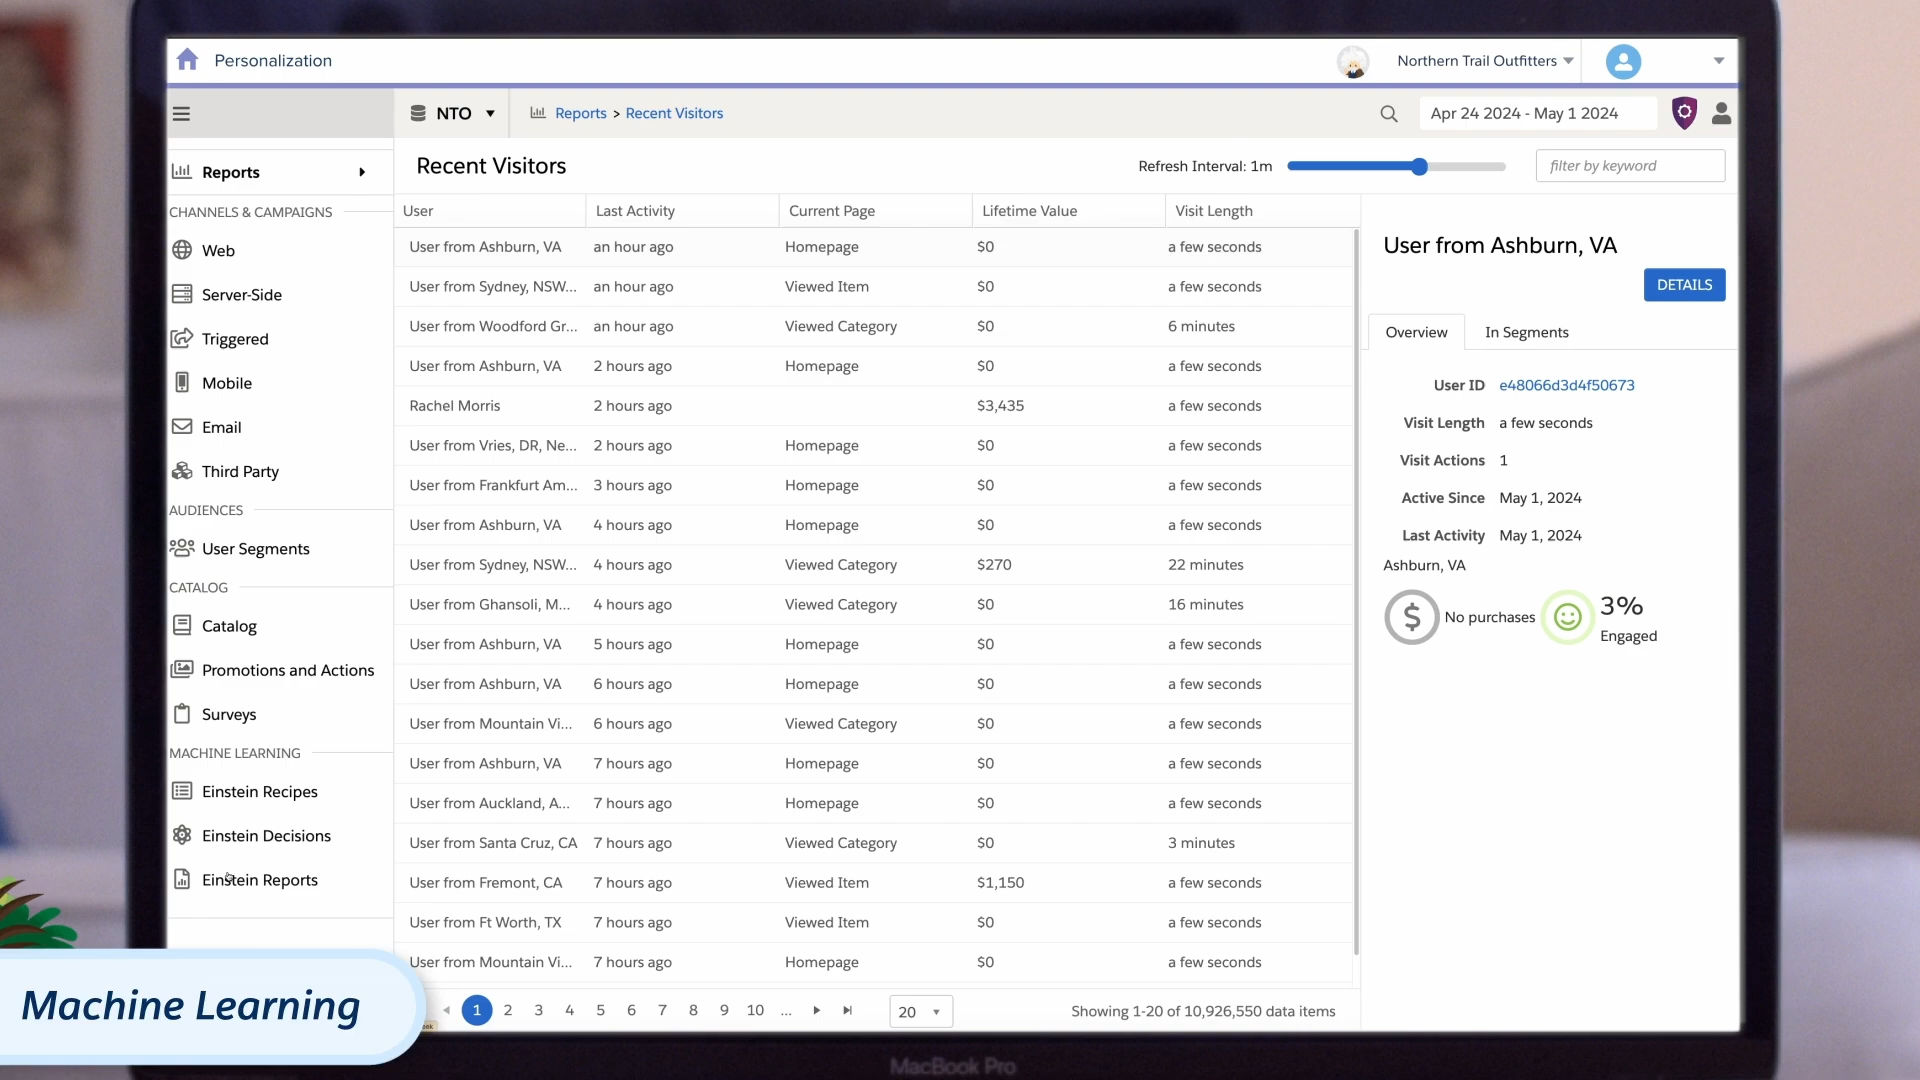 Personalization
Northern Trail Outfitters
NTO
Reports > Recent Visitors
Apr 24 2024 - May 1 2024
Reports
Recent Visitors
Refresh Interval: 1m
filter by keyword
CHANNELS & CAMPAIGNS
Web
Server-Side
Triggered
Mobile
Email
Third Party
AUDIENCES
User Segments
CATALOG
Catalog
Promotions and Actions
Surveys
MACHINE LEARNING
Einstein Recipes
Einstein Decisions
Einstein Reports
User Last Activity Current Page Lifetime Value Visit Length
User from Ashburn, VA an hour ago Homepage $0 a few seconds
User from Sydney, NSW... an hour ago Viewed Item $0 a few seconds
User from Woodford Gr... an hour ago Viewed Category $0 6 minutes
User from Ashburn, VA 2 hours ago Homepage $0 a few seconds
Rachel Morris 2 hours ago $3,435 a few seconds
User from Vries, DR, Ne... 2 hours ago Homepage $0 a few seconds
User from Frankfurt Am... 3 hours ago Homepage $0 a few seconds
User from Ashburn, VA 4 hours ago Homepage $0 a few seconds
User from Sydney, NSW... 4 hours ago Viewed Category $270 22 minutes
User from Ghansoli, M... 4 hours ago Viewed Category $0 16 minutes
User from Ashburn, VA 5 hours ago Homepage $0 a few seconds
User from Ashburn, VA 6 hours ago Homepage $0 a few seconds
User from Mountain Vi... 6 hours ago Viewed Category $0 a few seconds
User from Ashburn, VA 7 hours ago Homepage $0 a few seconds
User from Auckland, A... 7 hours ago Homepage $0 a few seconds
User from Santa Cruz, CA 7 hours ago Viewed Category $0 3 minutes
User from Fremont, CA 7 hours ago Viewed Item $1,150 a few seconds
User from Ft Worth, TX 7 hours ago Viewed Item $0 a few seconds
User from Mountain Vi... 7 hours ago Homepage $0 a few seconds
1 2 3 4 5 6 7 8 9 10 ... 20 Showing 1-20 of 10,926,550 data items
User from Ashburn, VA
DETAILS
Overview In Segments
User ID e48066d3d4f50673
Visit Length a few seconds
Visit Actions 1
Active Since May 1, 2024
Last Activity May 1, 2024
Ashburn, VA
$ No purchases
3%
Engaged
Machine Learning
MacBook Pro